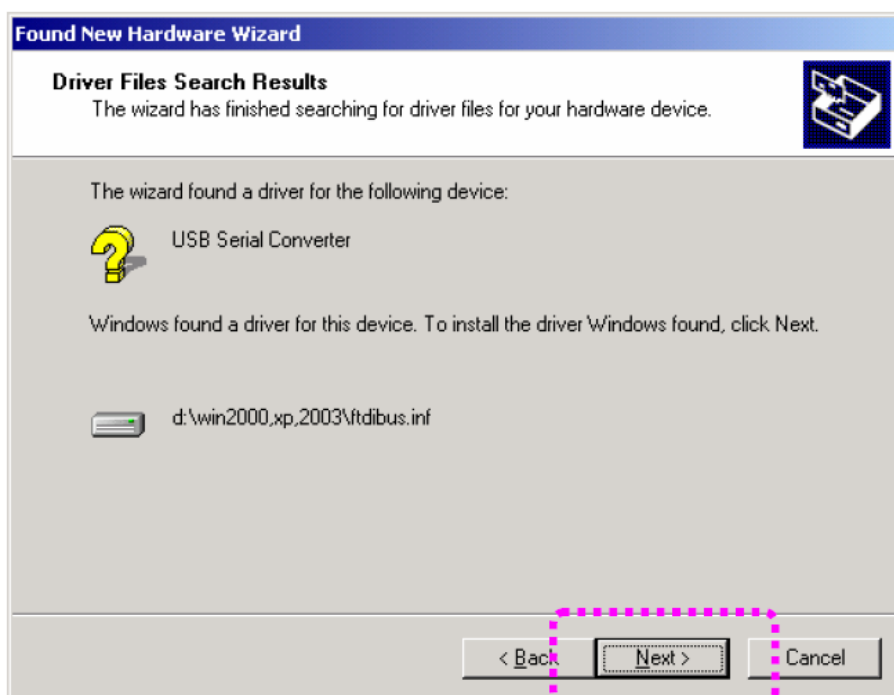 Found New Hardware Wizard
Driver Files Search Results
The wizard has finished searching for driver files for your hardware device.
The wizard found a driver for the following device:
USB Serial Converter
Windows found a driver for this device. To install the driver Windows found, click Next.
d:\win2000,xp,2003\ftdibus.inf
< Back Next > Cancel